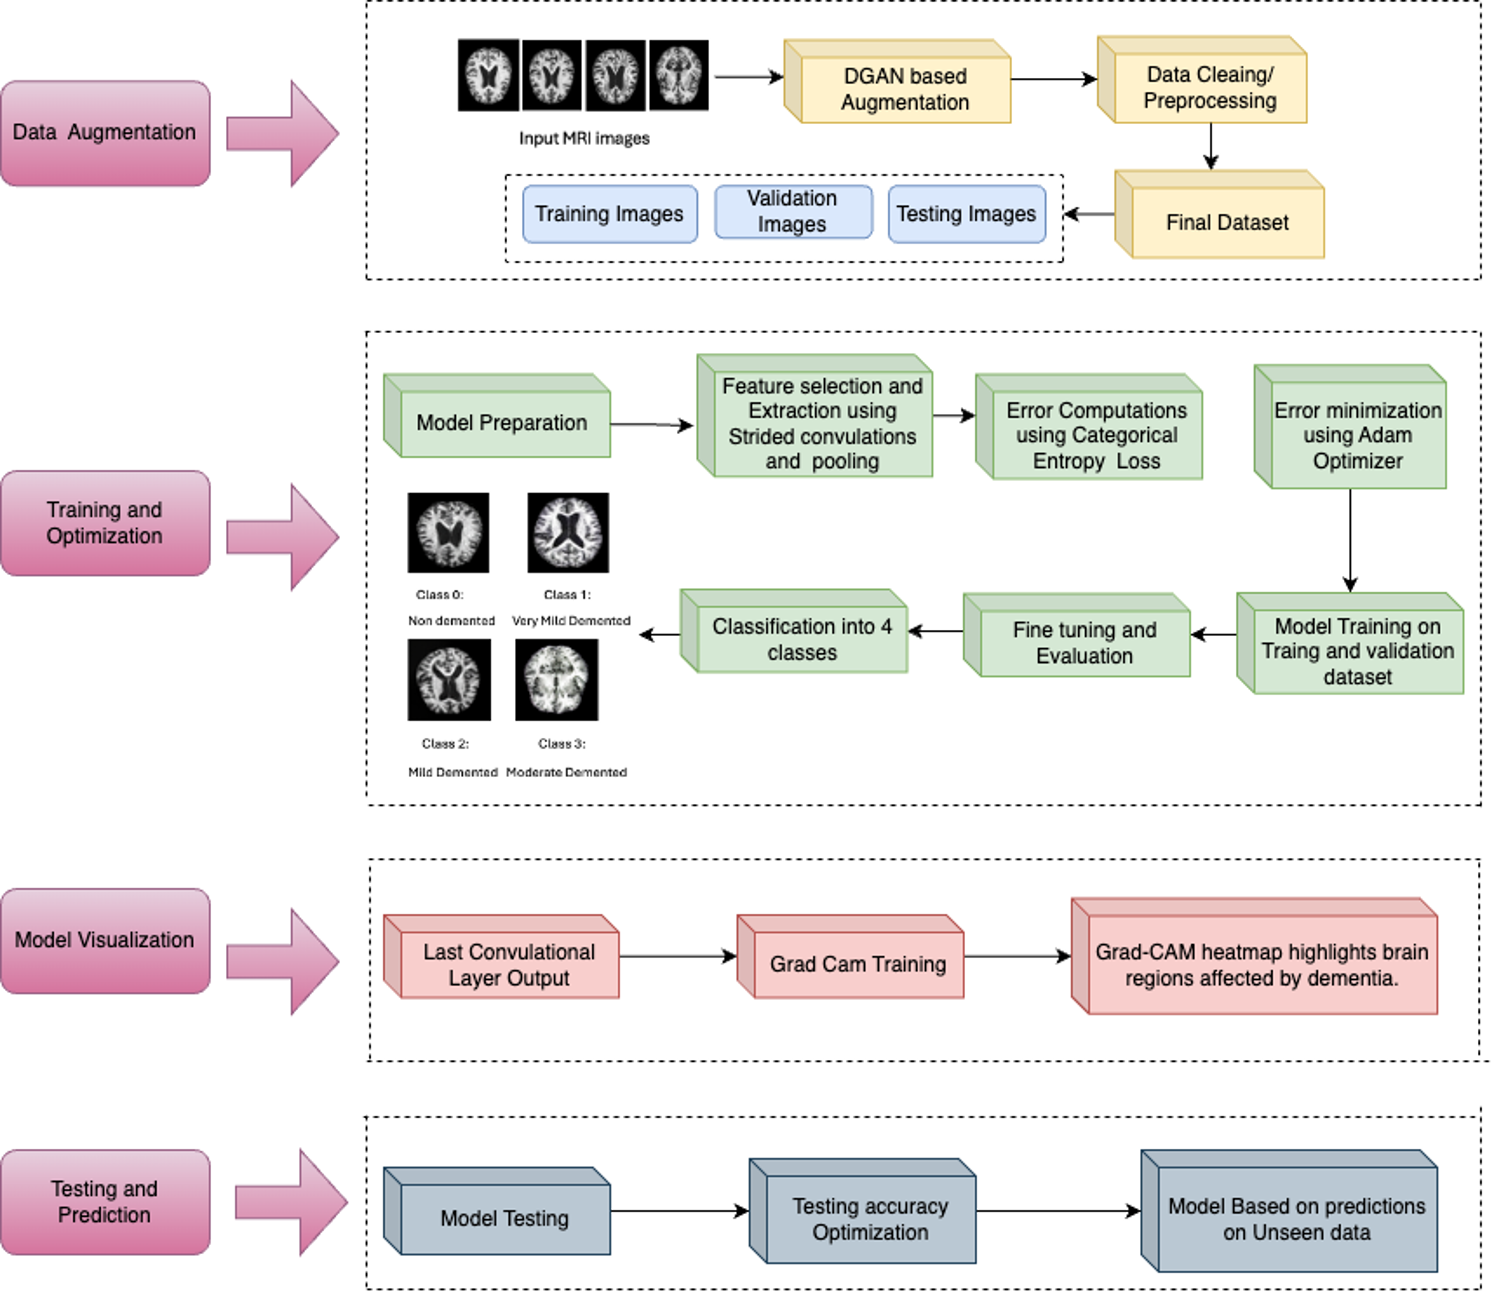 Data Augmentation
Input MRI images
DGAN based
Augmentation
Data Cleaing/
Preprocessing
Training Images
Validation
Images
Testing Images
Final Dataset
Training and
Optimization
Model Preparation
Feature selection and
Extraction using
Strided convulations
and pooling
Error Computations
using Categorical
Entropy Loss
Error minimization
using Adam
Optimizer
Class 0:
Non demented
Class 1:
Very Mild Demented
Class 2:
Mild Demented
Class 3:
Moderate Demented
Classification into 4
classes
Fine tuning and
Evaluation
Model Training on
Traing and validation
dataset
Model Visualization
Last Convulational
Layer Output
Grad Cam Training
Grad-CAM heatmap highlights brain
regions affected by dementia.
Testing and
Prediction
Model Testing
Testing accuracy
Optimization
Model Based on predictions
on Unseen data